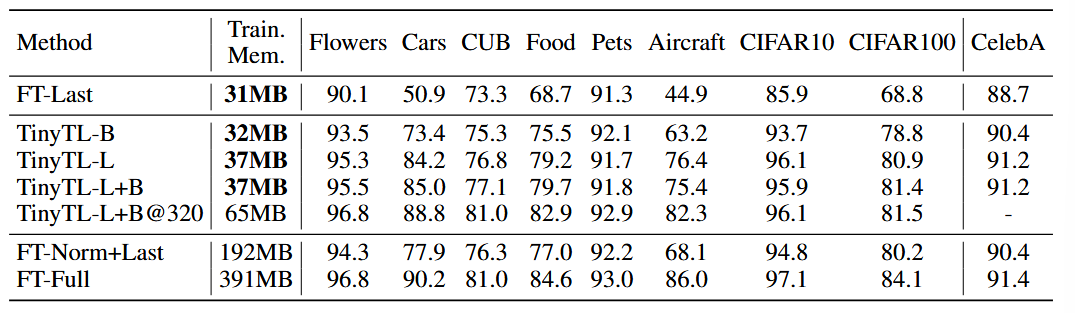 Method Train. Mem. Flowers Cars CUB Food Pets Aircraft CIFAR10 CIFAR100 CelebA
FT-Last 31MB 90.1 50.9 73.3 68.7 91.3 44.9 85.9 68.8 88.7
TinyTL-B 32MB 93.5 73.4 75.3 75.5 92.1 63.2 93.7 78.8 90.4
TinyTL-L 37MB 95.3 84.2 76.8 79.2 91.7 76.4 96.1 80.9 91.2
TinyTL-L+B 37MB 95.5 85.0 77.1 79.7 91.8 75.4 95.9 81.4 91.2
TinyTL-L+B@320 65MB 96.8 88.8 81.0 82.9 92.9 82.3 96.1 81.5 -
FT-Norm+Last 192MB 94.3 77.9 76.3 77.0 92.2 68.1 94.8 80.2 90.4
FT-Full 391MB 96.8 90.2 81.0 84.6 93.0 86.0 97.1 84.1 91.4